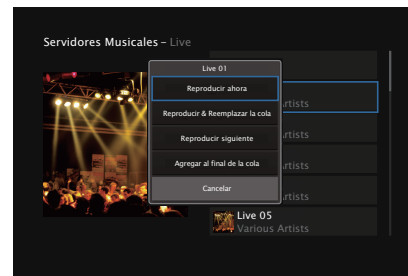 Servidores Musicales – Live
Live 01
Reproducir ahora
Reproducir & Reemplazar la cola
Artists
Reproducir siguiente
Artists
Agregar al final de la cola
Artists
Cancelar
Artists
Live 05
Various Artists